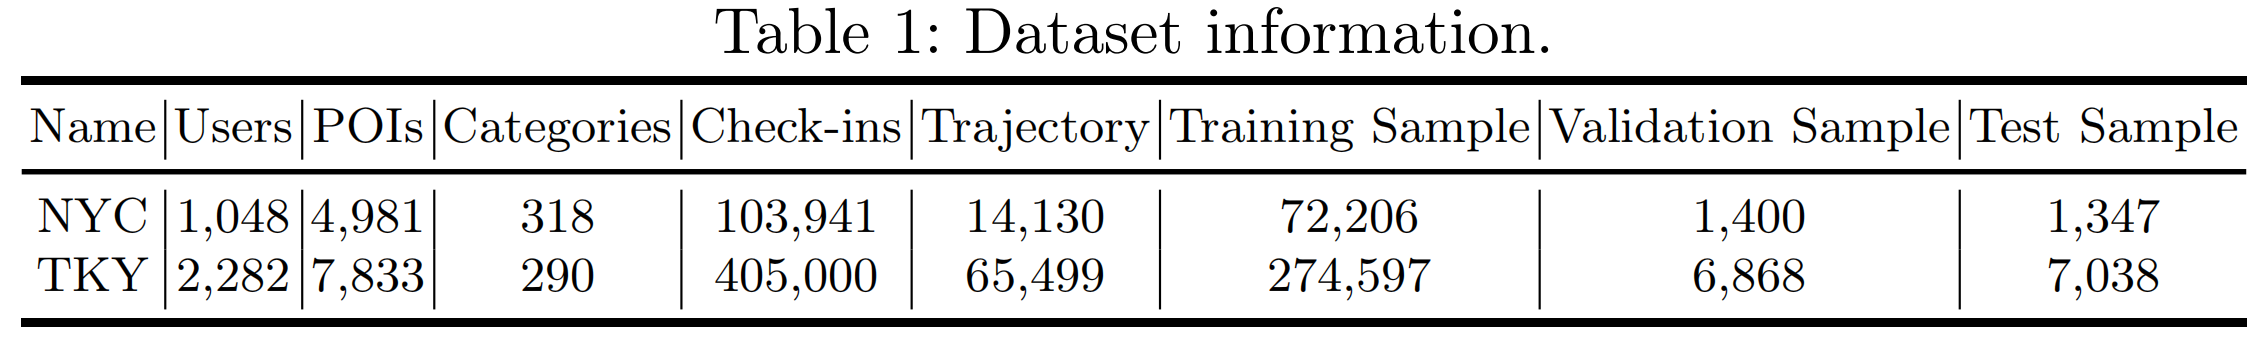 Table 1: Dataset information.
Name Users POIs Categories Check-ins Trajectory Training Sample Validation Sample Test Sample
NYC 1,048 4,981 318 103,941 14,130 72,206 1,400 1,347
TKY 2,282 7,833 290 405,000 65,499 274,597 6,868 7,038